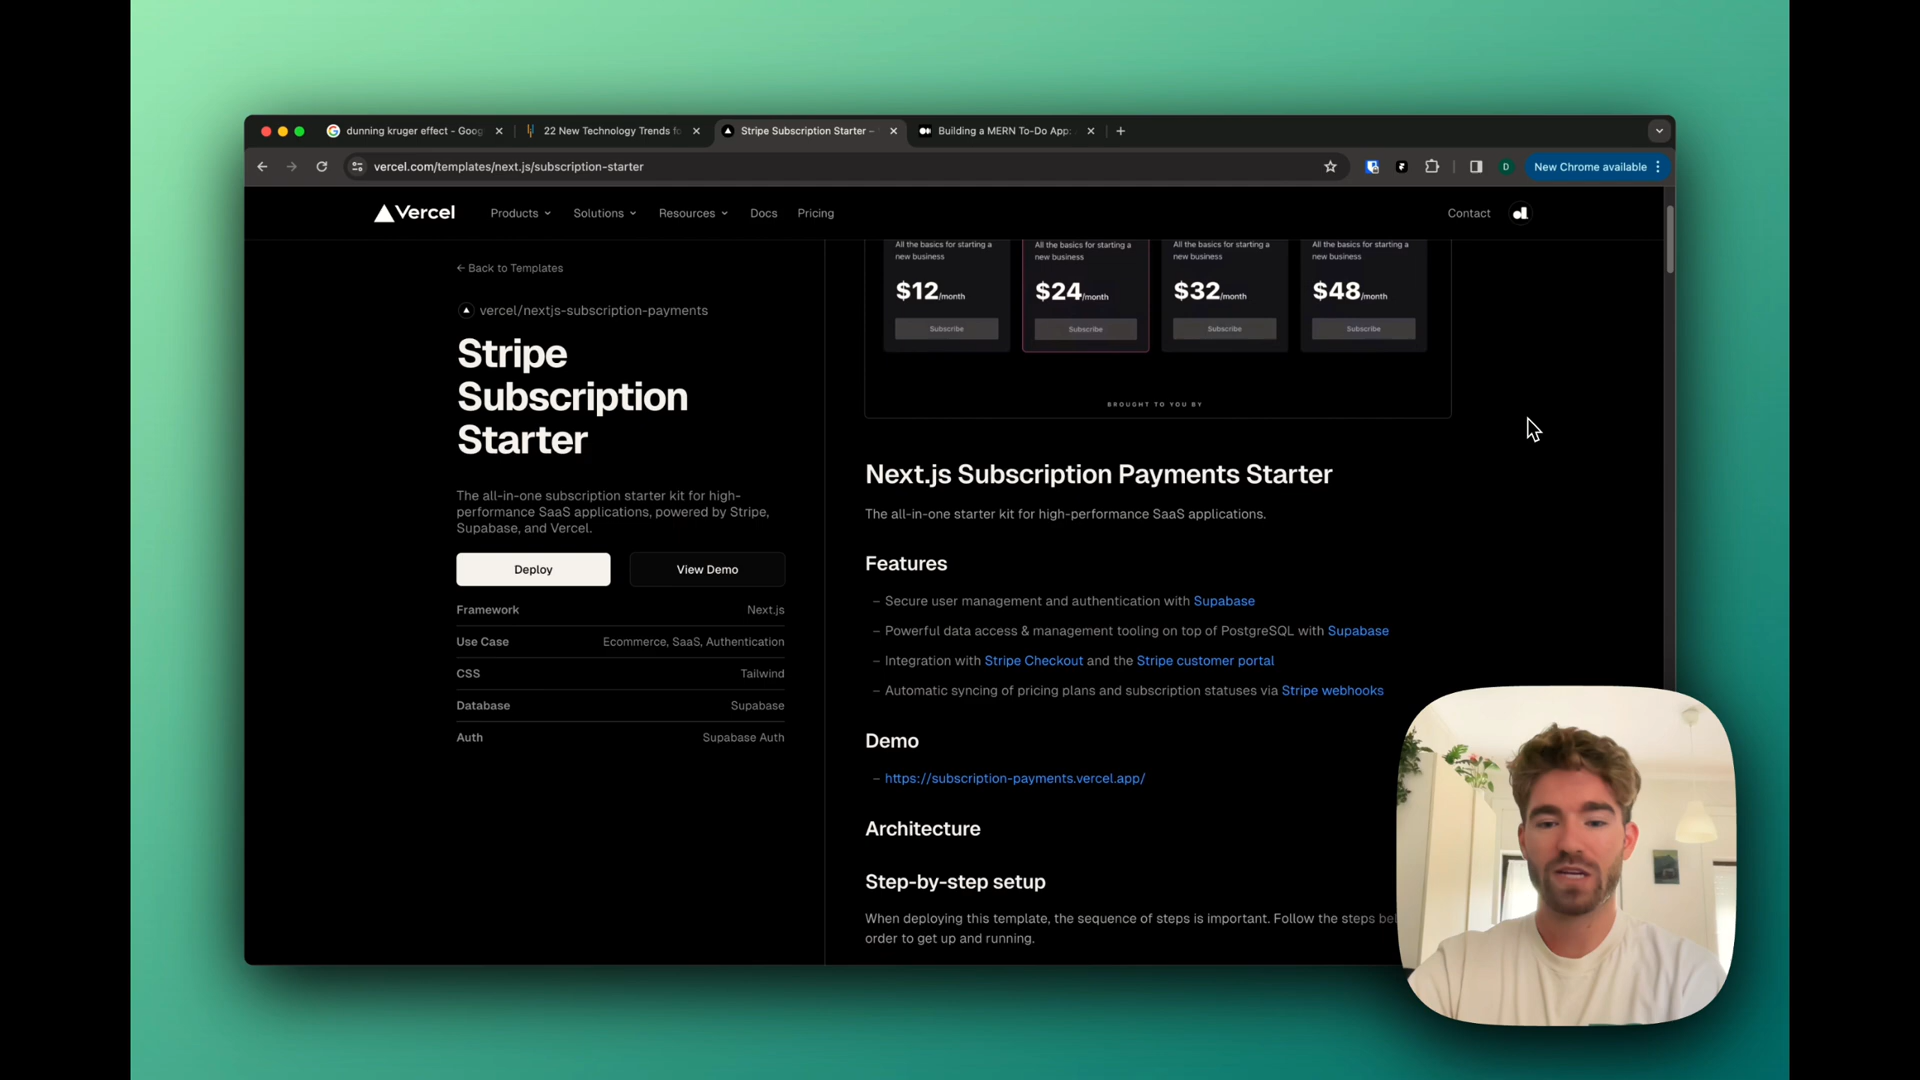 dunning kruger effect - Goog
22 New Technology Trends fo
Stripe Subscription Starter –
Building a MERN To-Do App:
vercel.com/templates/next.js/subscription-starter
D
New Chrome available
Vercel
Products
Solutions
Resources
Docs
Pricing
Contact
← Back to Templates
vercel/nextjs-subscription-payments
Stripe
Subscription
Starter
The all-in-one subscription starter kit for high-
performance SaaS applications, powered by Stripe,
Supabase, and Vercel.
Deploy
View Demo
Framework Next.js
Use Case Ecommerce, SaaS, Authentication
CSS Tailwind
Database Supabase
Auth Supabase Auth
All the basics for starting a
new business
$12/month
Subscribe
All the basics for starting a
new business
$24/month
Subscribe
All the basics for starting a
new business
$32/month
Subscribe
All the basics for starting a
new business
$48/month
Subscribe
BROUGHT TO YOU BY
Next.js Subscription Payments Starter
The all-in-one starter kit for high-performance SaaS applications.
Features
– Secure user management and authentication with Supabase
– Powerful data access & management tooling on top of PostgreSQL with Supabase
– Integration with Stripe Checkout and the Stripe customer portal
– Automatic syncing of pricing plans and subscription statuses via Stripe webhooks
Demo
– https://subscription-payments.vercel.app/
Architecture
Step-by-step setup
When deploying this template, the sequence of steps is important. Follow the steps bel
order to get up and running.